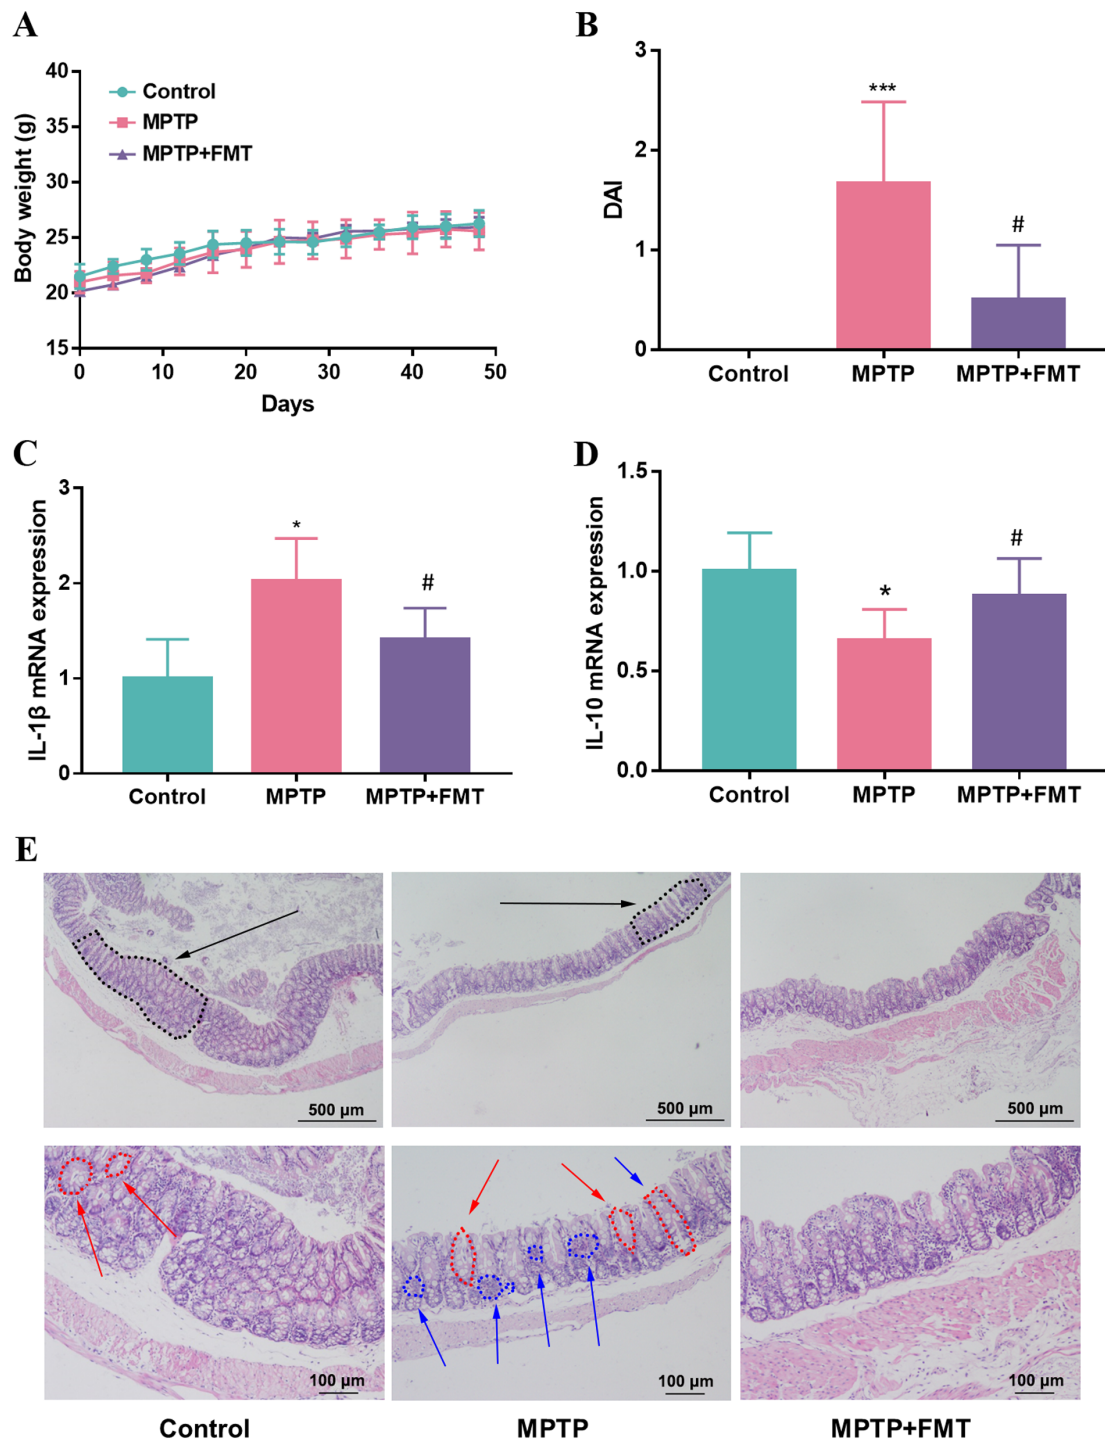 A
Body weight (g)
40
35
30
25
20
15
Control
MPTP
MPTP+FMT
0 10 20 30 40 50
Days
B
DAI
3
2
1
0
***
#
Control MPTP MPTP+FMT
C
IL-1β mRNA expression
3
2
1
0
*
#
Control MPTP MPTP+FMT
D
IL-10 mRNA expression
1.5
1.0
0.5
0.0
*
#
Control MPTP MPTP+FMT
E
500 μm 500 μm 500 μm
100 μm 100 μm 100 μm
Control MPTP MPTP+FMT